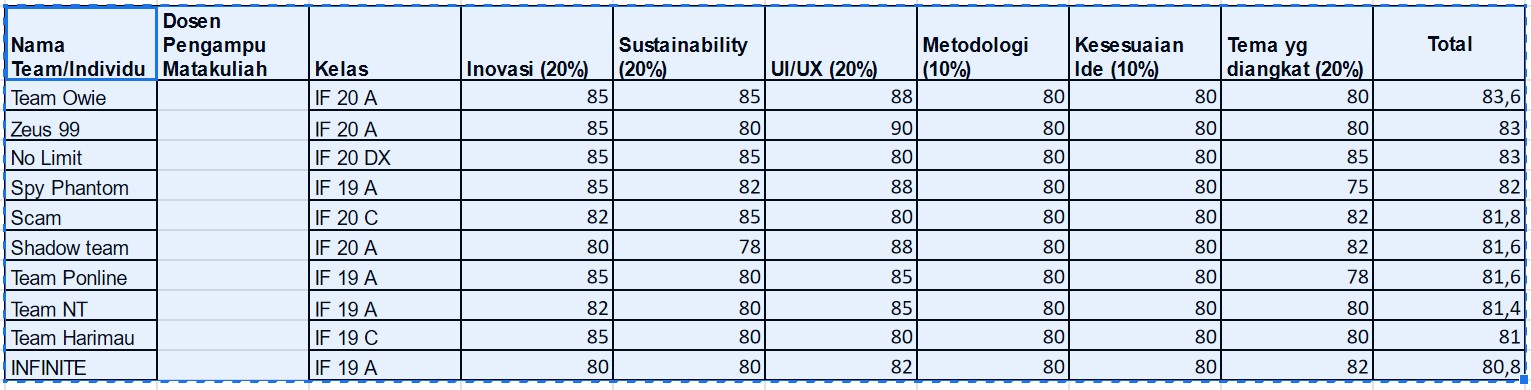 Nama Team/Individu Dosen Pengampu Matakuliah Kelas Inovasi (20%) Sustainability (20%) UI/UX (20%) Metodologi (10%) Kesesuaian Ide (10%) Tema yg diangkat (20%) Total
Team Owie IF 20 A 85 85 88 80 80 80 83,6
Zeus 99 IF 20 A 85 80 90 80 80 80 83
No Limit IF 20 DX 85 85 80 80 80 85 83
Spy Phantom IF 19 A 85 82 88 80 80 75 82
Scam IF 20 C 82 85 80 80 80 82 81,8
Shadow team IF 20 A 80 78 88 80 80 82 81,6
Team Ponline IF 19 A 85 80 85 80 80 78 81,6
Team NT IF 19 A 82 80 85 80 80 80 81,4
Team Harimau IF 19 C 85 80 80 80 80 80 81
INFINITE IF 19 A 80 80 82 80 80 82 80,8